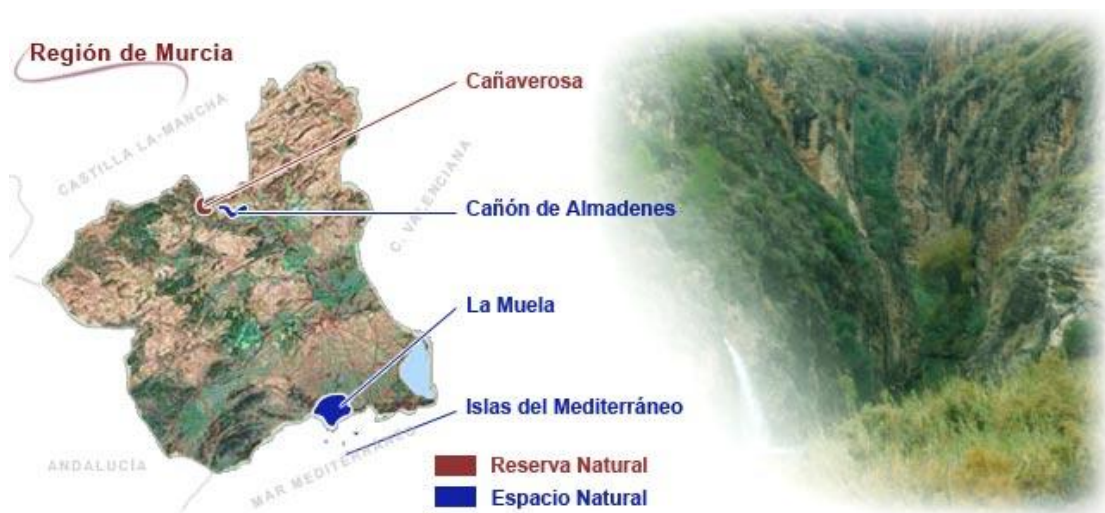 Región de Murcia
Cañaverosa
CASTILLA LA-MANCHA
C. VALENCIANA
Cañón de Almadenes
La Muela
Islas del Mediterráneo
ANDALUCÍA
MAR MEDITERRÁNEO
Reserva Natural
Espacio Natural